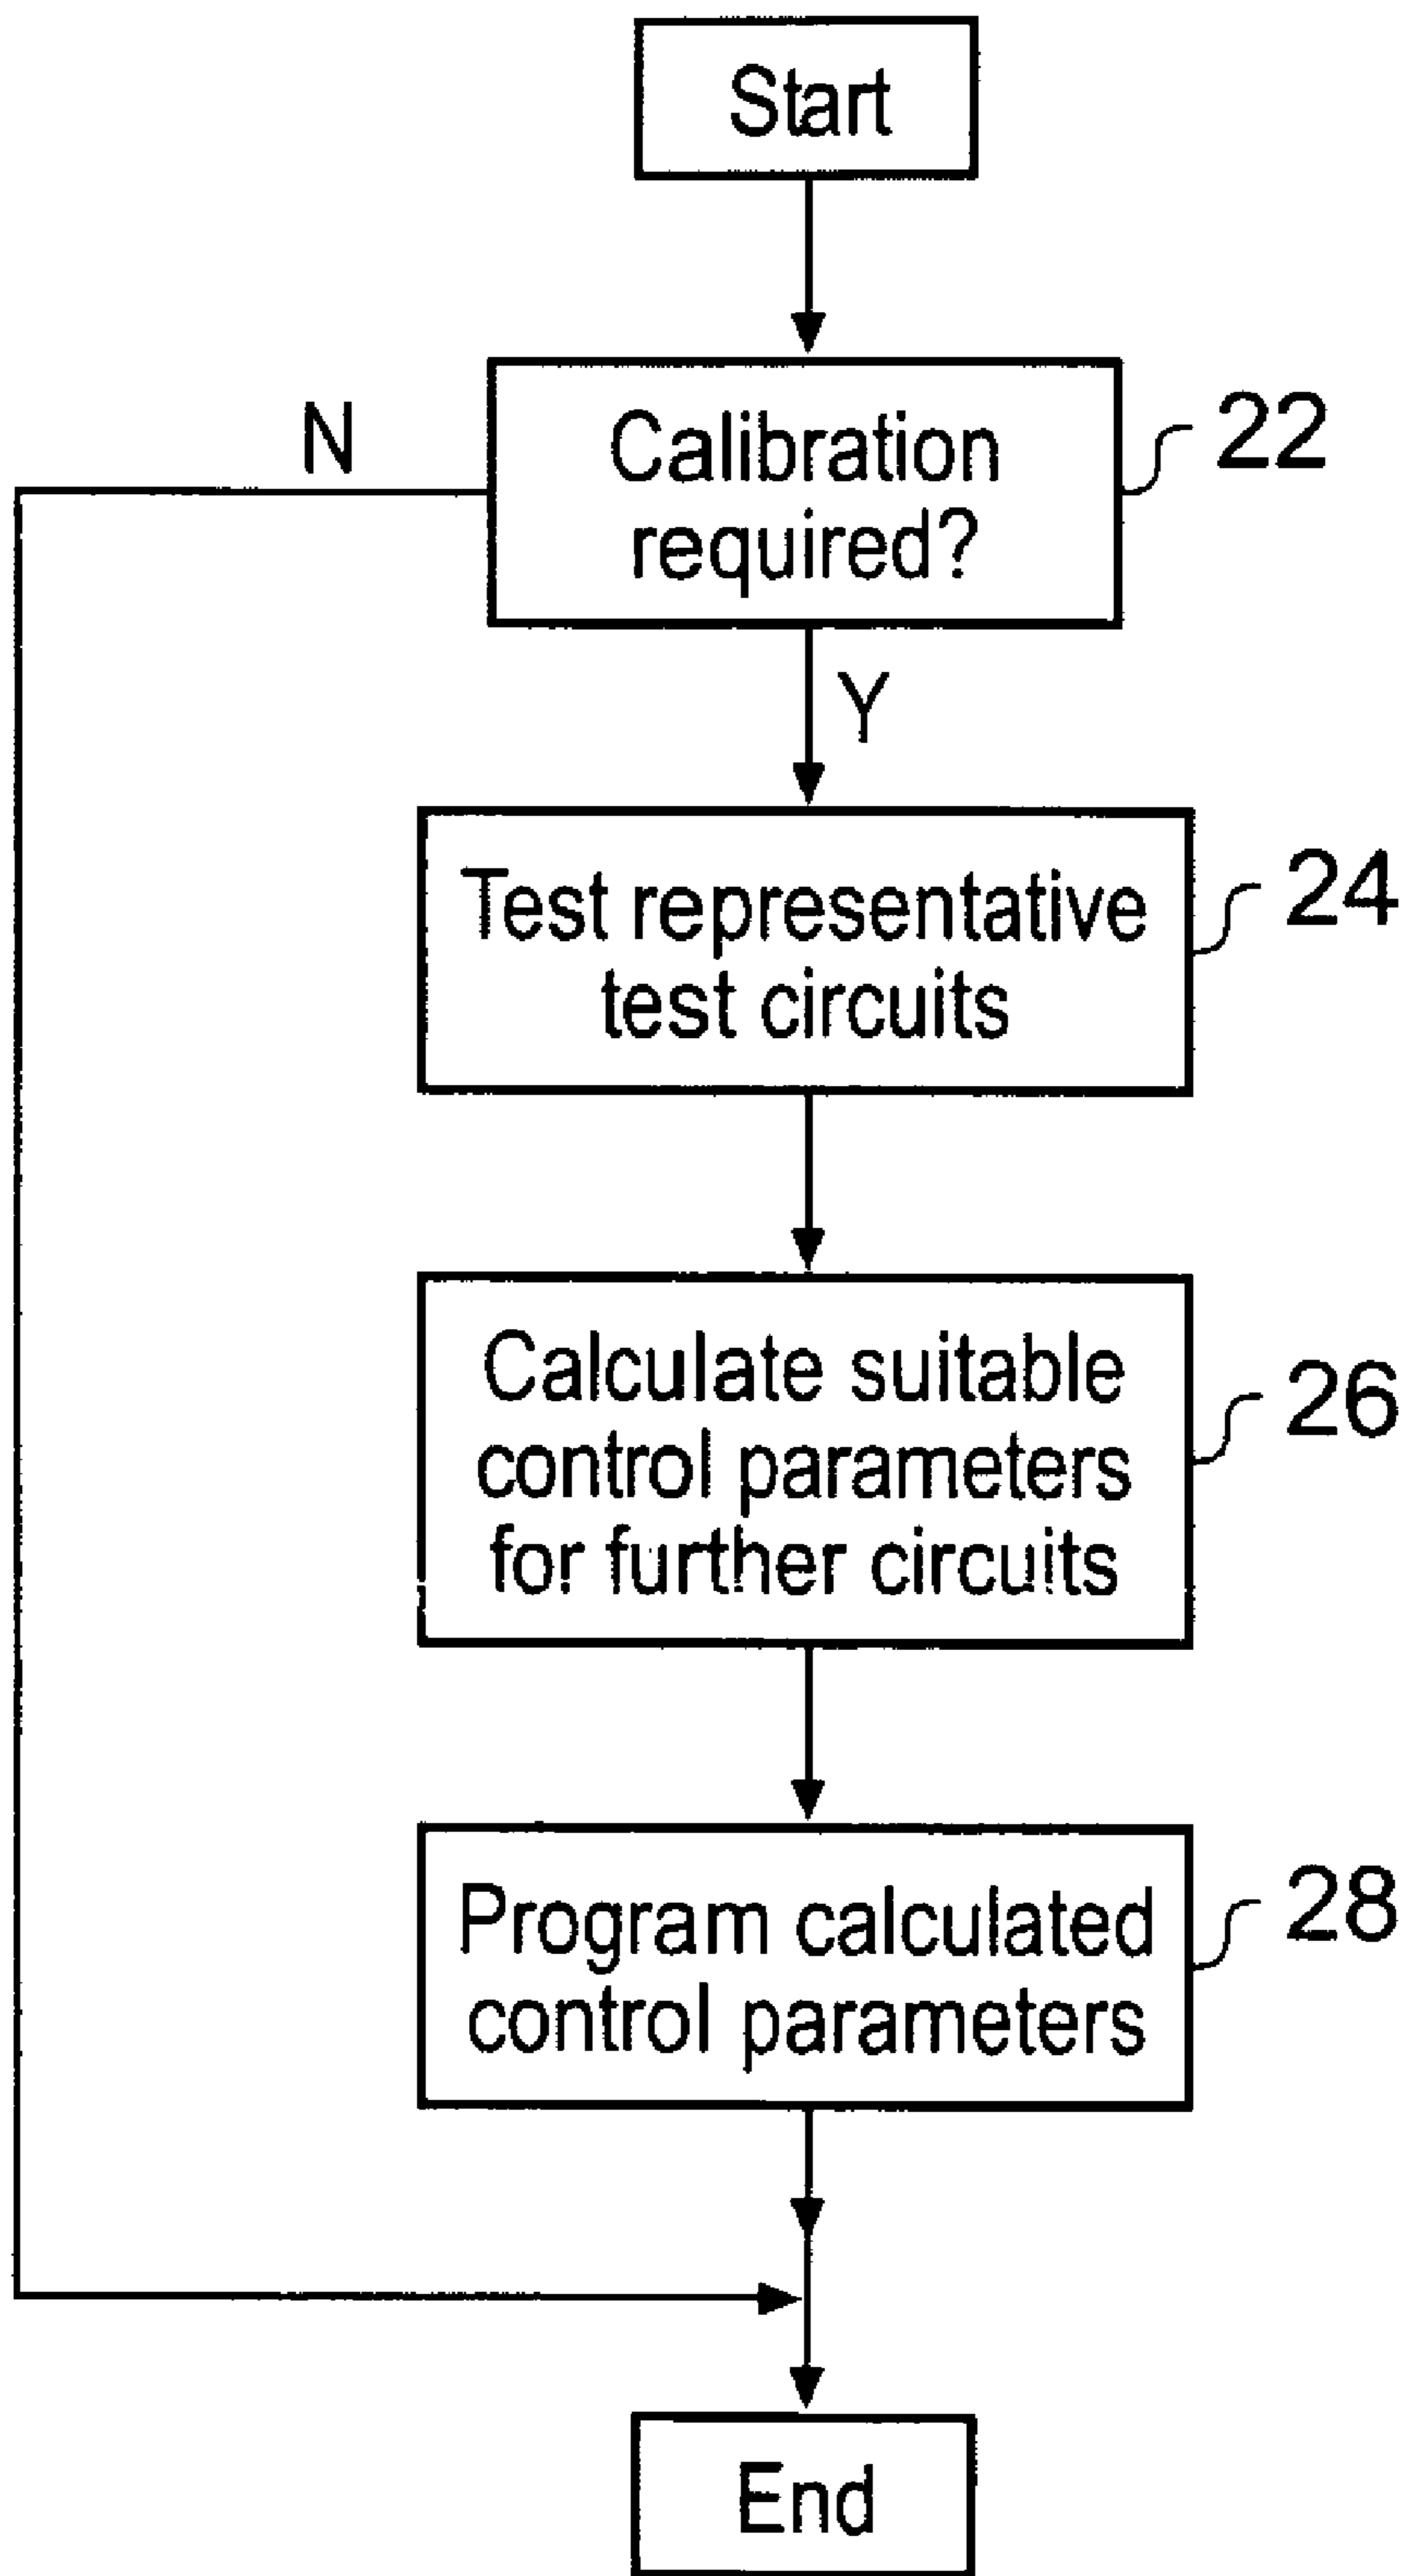 Start
N
Calibration
required?
22
Y
Test representative
test circuits
24
Calculate suitable
control parameters
for further circuits
26
Program calculated
control parameters
28
End